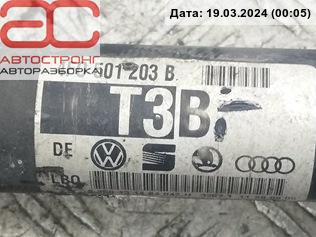 Дата: 19.03.2024 (00:05)
АВТОСТРОНГ
АВТОРАЗБОРКА
501 203 B
T3B
DE
LBO